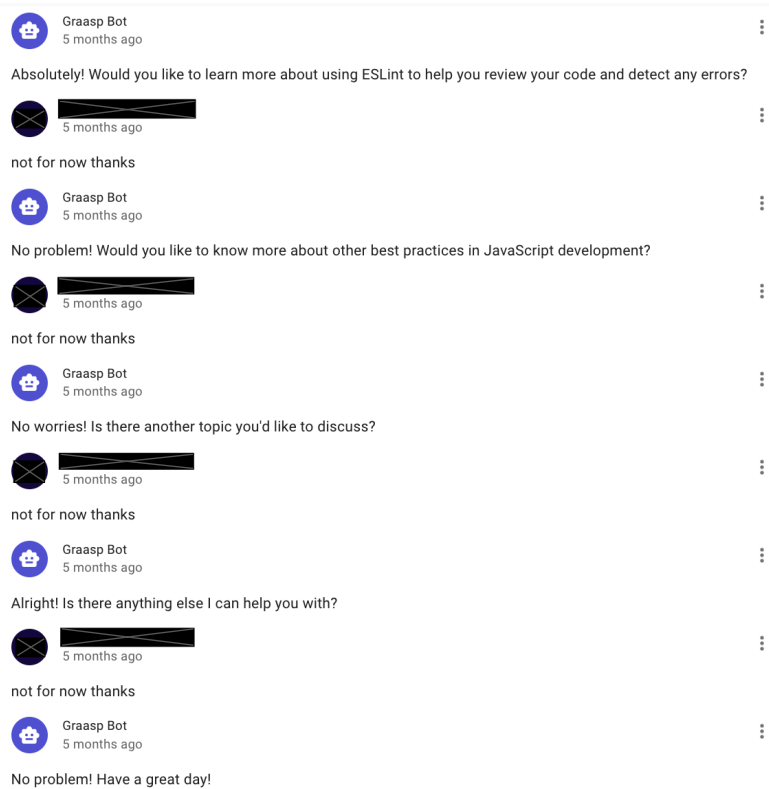 Graasp Bot
5 months ago
Absolutely! Would you like to learn more about using ESLint to help you review your code and detect any errors?
5 months ago
not for now thanks
Graasp Bot
5 months ago
No problem! Would you like to know more about other best practices in JavaScript development?
5 months ago
not for now thanks
Graasp Bot
5 months ago
No worries! Is there another topic you'd like to discuss?
5 months ago
not for now thanks
Graasp Bot
5 months ago
Alright! Is there anything else I can help you with?
5 months ago
not for now thanks
Graasp Bot
5 months ago
No problem! Have a great day!